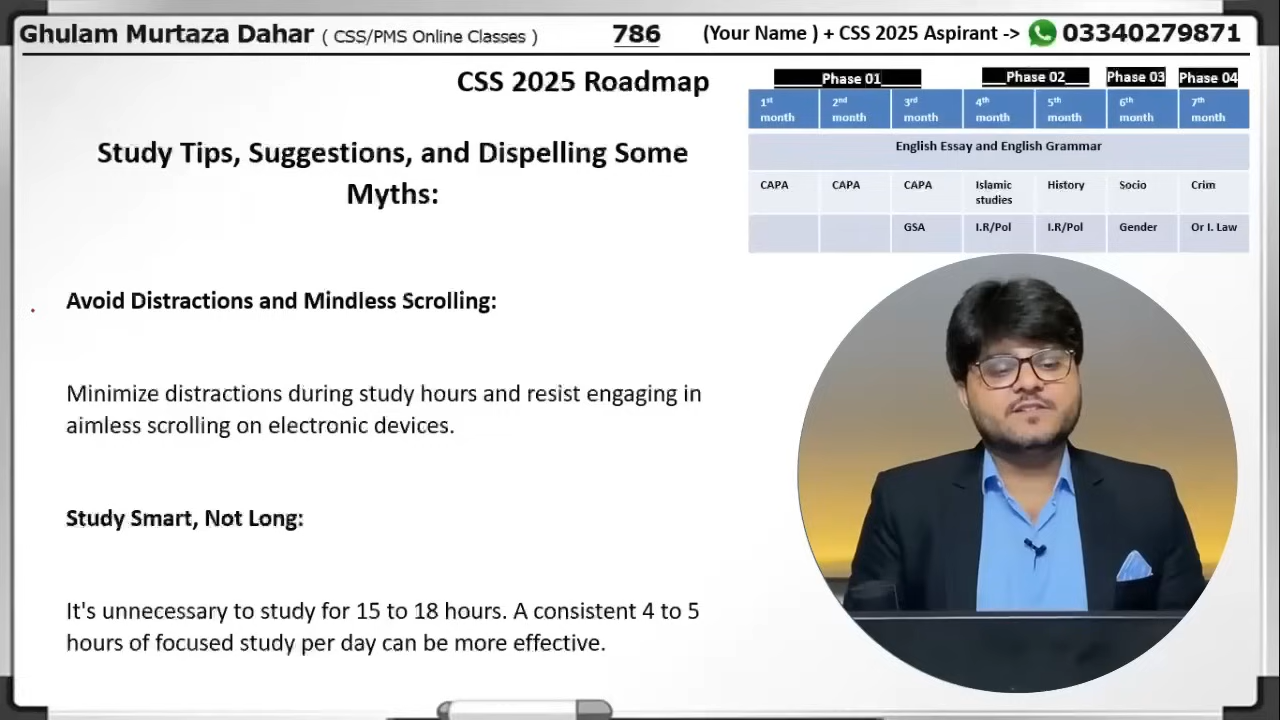 Ghulam Murtaza Dahar ( CSS/PMS Online Classes ) 786 (Your Name ) + CSS 2025 Aspirant -> 03340279871
CSS 2025 Roadmap
Study Tips, Suggestions, and Dispelling Some
Myths:
Avoid Distractions and Mindless Scrolling:
Minimize distractions during study hours and resist engaging in
aimless scrolling on electronic devices.
Study Smart, Not Long:
It's unnecessary to study for 15 to 18 hours. A consistent 4 to 5
hours of focused study per day can be more effective.
Phase 01 Phase 02 Phase 03 Phase 04
1st month 2nd month 3rd month 4th month 5th month 6th month 7th month
English Essay and English Grammar
CAPA CAPA CAPA Islamic studies History Socio Crim
GSA I.R/Pol I.R/Pol Gender Or I. Law